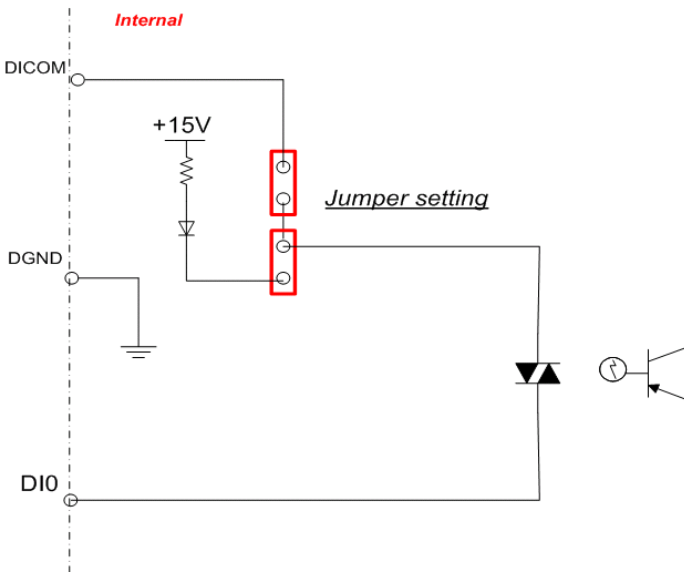 Internal
DICOM
+15V
Jumper setting
DGND
DI0